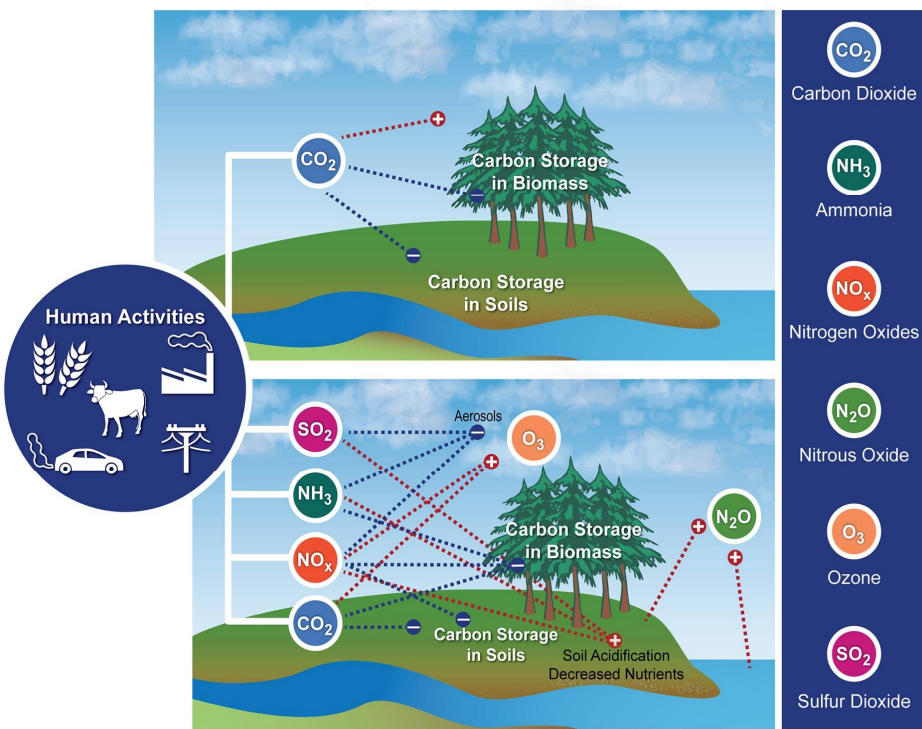 CO₂
Carbon Storage
in Biomass
Carbon Storage
in Soils
Human Activities
SO₂
NH₃
NOₓ
CO₂
Aerosols
O₃
Carbon Storage
in Biomass
N₂O
Carbon Storage
in Soils
Soil Acidification
Decreased Nutrients
CO₂
Carbon Dioxide
NH₃
Ammonia
NOₓ
Nitrogen Oxides
N₂O
Nitrous Oxide
O₃
Ozone
SO₂
Sulfur Dioxide